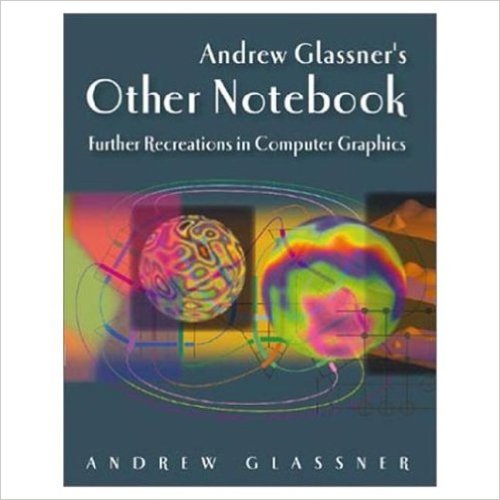 Andrew Glassner's
Other Notebook
Further Recreations in Computer Graphics
ANDREW GLASSNER